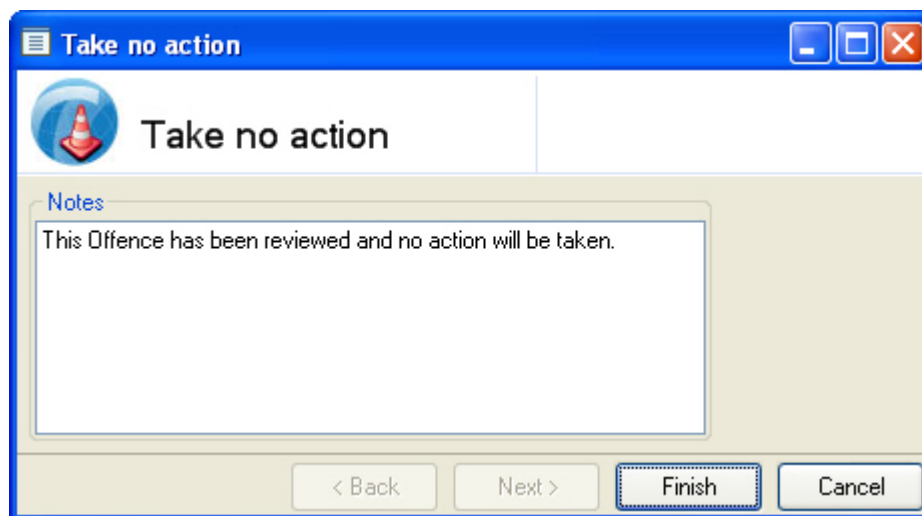 Take no action
Take no action
Notes
This Offence has been reviewed and no action will be taken.
< Back
Next >
Finish
Cancel